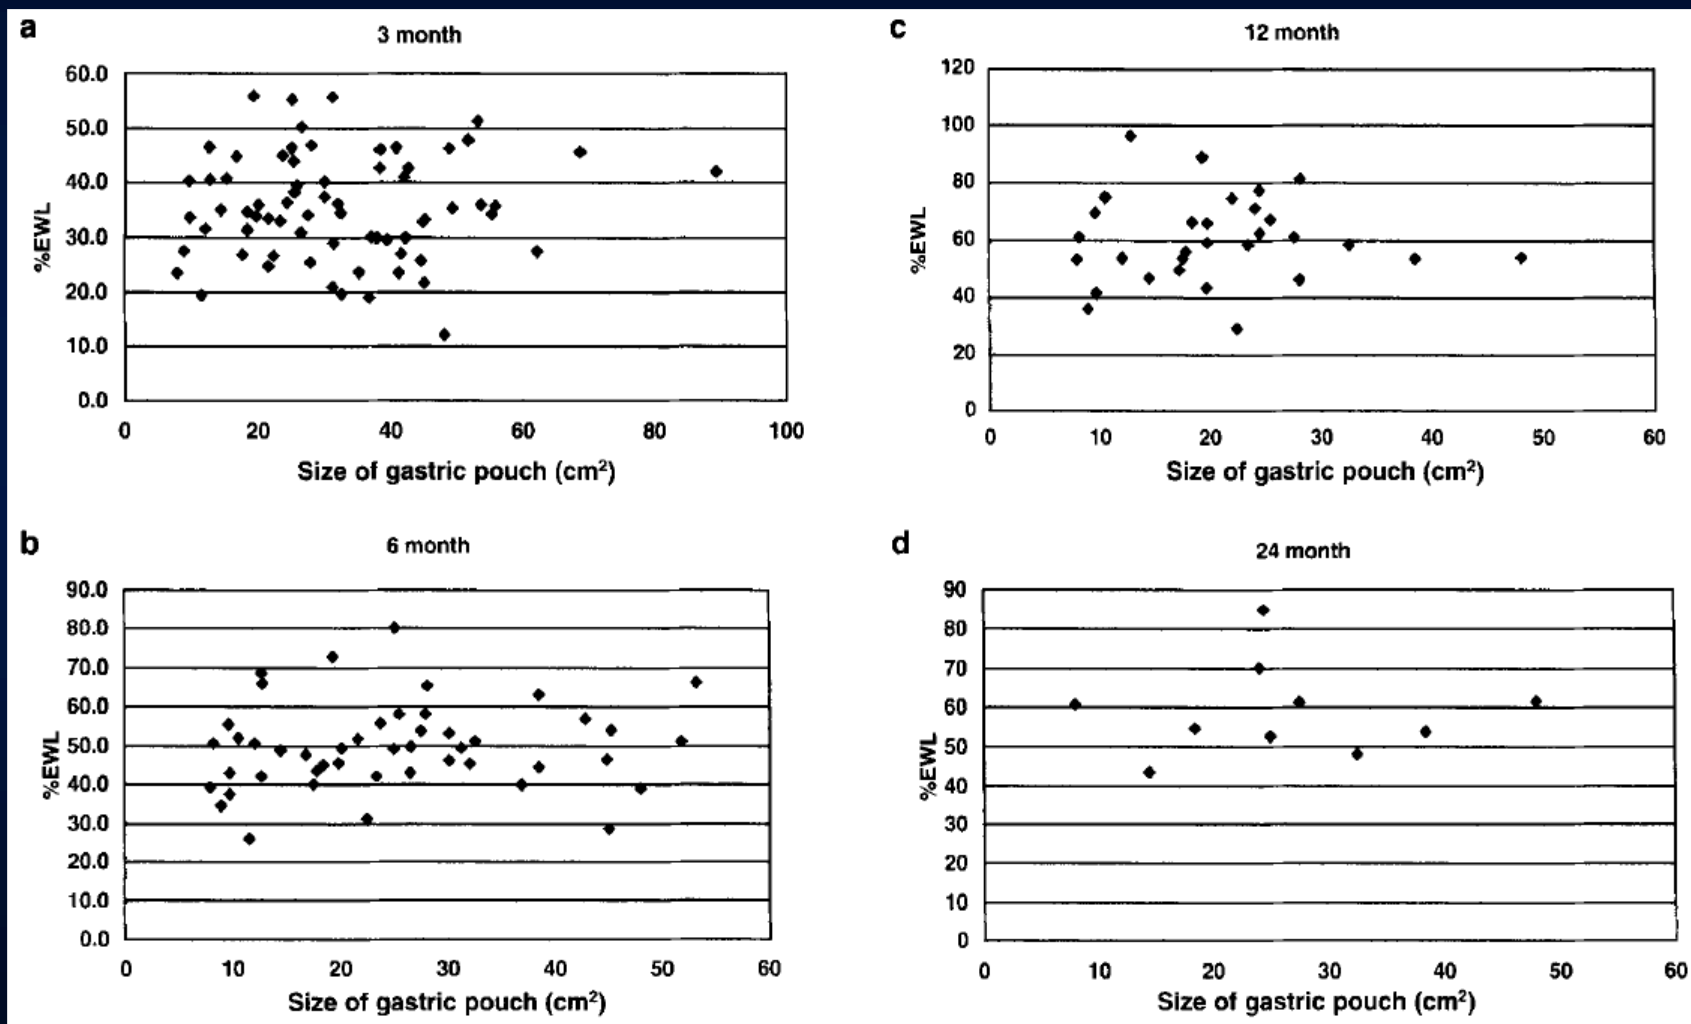 a
3 month
60.0
50.0
40.0
30.0
20.0
10.0
0.0
%EWL
0 20 40 60 80 100
Size of gastric pouch (cm²)
b
6 month
90.0
80.0
70.0
60.0
50.0
40.0
30.0
20.0
10.0
0.0
%EWL
0 10 20 30 40 50 60
Size of gastric pouch (cm²)
c
12 month
120
100
80
60
40
20
0
%EWL
0 10 20 30 40 50 60
Size of gastric pouch (cm²)
d
24 month
90
80
70
60
50
40
30
20
10
0
%EWL
0 10 20 30 40 50 60
Size of gastric pouch (cm²)